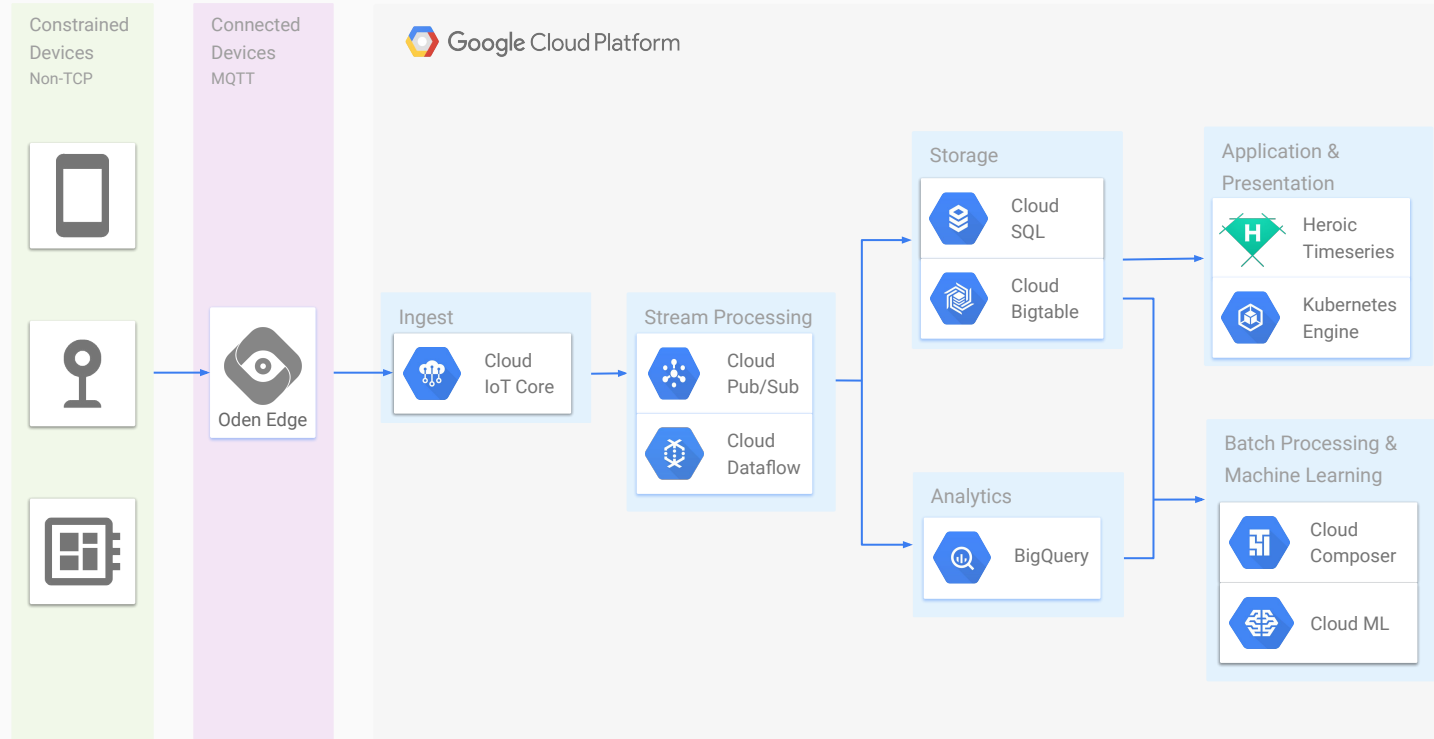 Constrained
Devices
Non-TCP
Connected
Devices
MQTT
Google Cloud Platform
Oden Edge
Ingest
Cloud
IoT Core
Stream Processing
Cloud
Pub/Sub
Cloud
Dataflow
Storage
Cloud
SQL
Cloud
Bigtable
Analytics
BigQuery
Application &
Presentation
H
Heroic
Timeseries
Kubernetes
Engine
Batch Processing &
Machine Learning
Cloud
Composer
Cloud ML